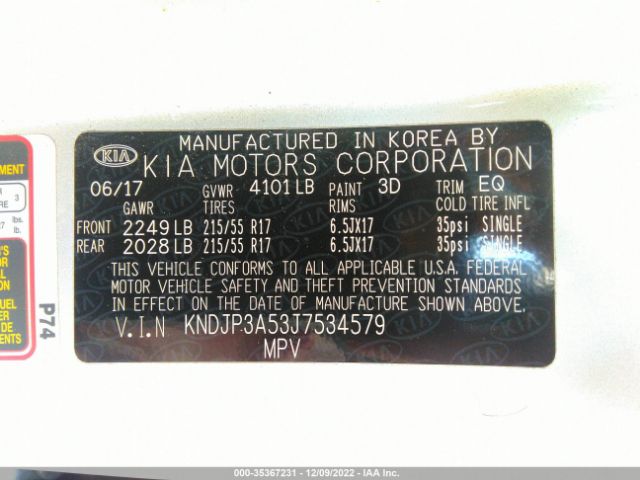 MANUFACTURED IN KOREA BY
KIA KIA MOTORS CORPORATION
06/17 GVWR 4101 LB PAINT 3D TRIM EQ
GAWR TIRES RIMS COLD TIRE INFL
FRONT 2249 LB 215/55 R17 6.5JX17 35psi SINGLE
REAR 2028 LB 215/55 R17 6.5JX17 35psi SINGLE
THIS VEHICLE CONFORMS TO ALL APPLICABLE U.S.A. FEDERAL
MOTOR VEHICLE SAFETY AND THEFT PREVENTION STANDARDS
IN EFFECT ON THE DATE OF MANUFACTURE SHOWN ABOVE.
V.I.N KNDJP3A53J7534579
MPV
P74
000-35367231 - 12/09/2022 - IAA Inc.